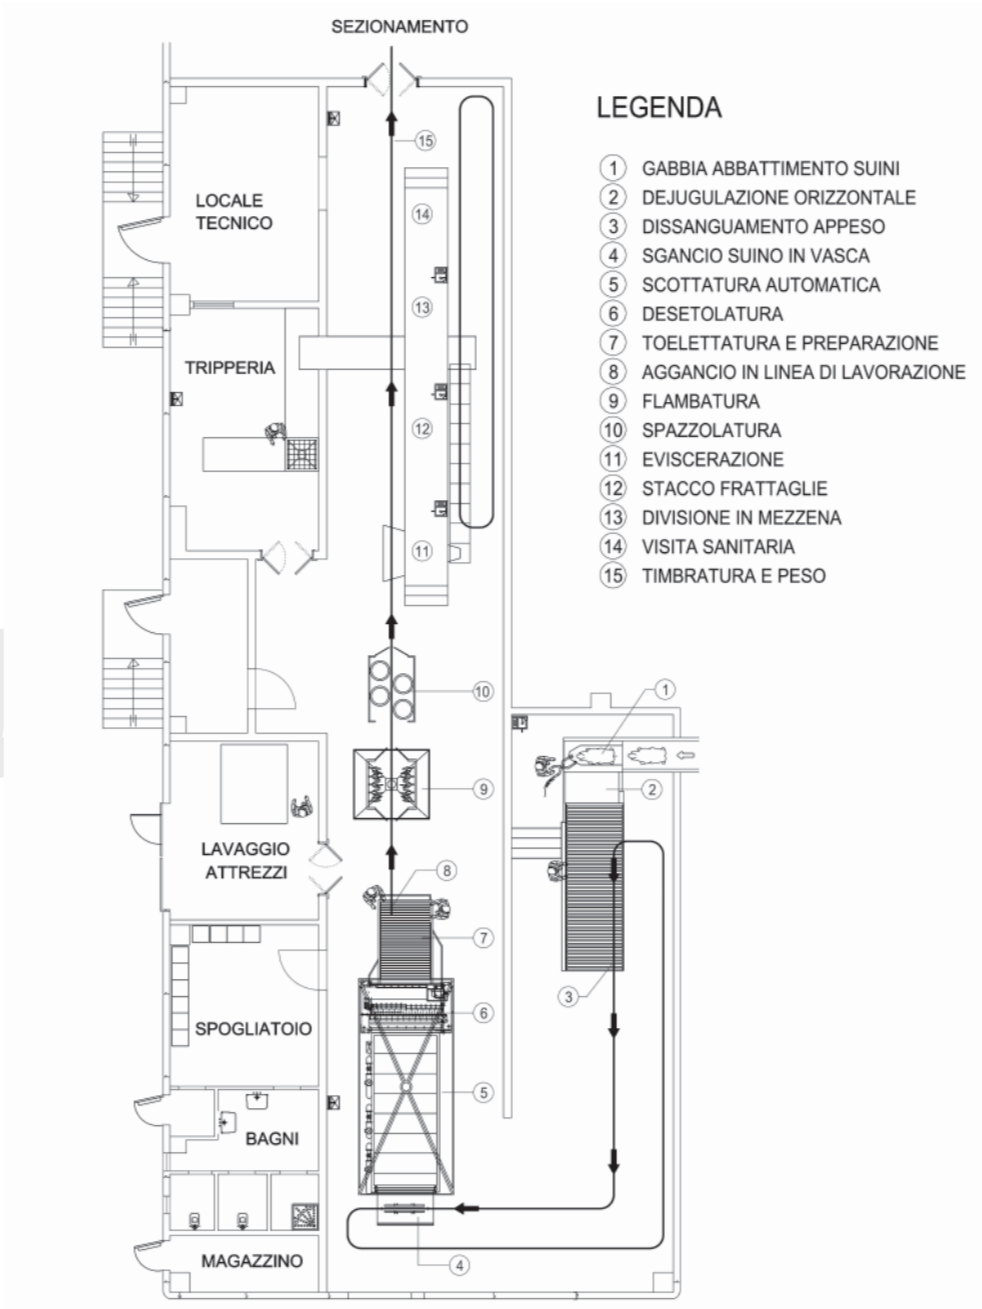 SEZIONAMENTO
LEGENDA
1 GABBIA ABBATTIMENTO SUINI
2 DEJUGULAZIONE ORIZZONTALE
3 DISSANGUAMENTO APPESO
4 SGANCIO SUINO IN VASCA
5 SCOTTATURA AUTOMATICA
6 DESETOLATURA
7 TOELETTATURA E PREPARAZIONE
8 AGGANCIO IN LINEA DI LAVORAZIONE
9 FLAMBATURA
10 SPAZZOLATURA
11 EVISCERAZIONE
12 STACCO FRATTAGLIE
13 DIVISIONE IN MEZZENA
14 VISITA SANITARIA
15 TIMBRATURA E PESO
15
14
LOCALE
TECNICO
13
TRIPPERIA
12
11
10
1
9
2
LAVAGGIO
ATTREZZI
8
7
3
6
SPOGLIATOIO
5
BAGNI
MAGAZZINO
4